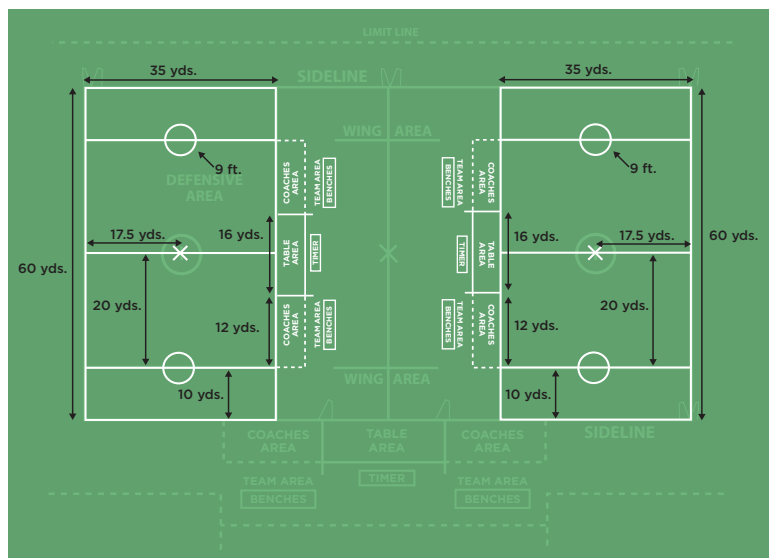 LIMIT LINE
35 yds.
SIDELINE
35 yds.
WING AREA
9 ft.
DEFENSIVE
AREA
COACHES
AREA
TEAM AREA
BENCHES
TEAM AREA
BENCHES
COACHES
AREA
9 ft.
17.5 yds.
16 yds.
TABLE
AREA
TIMER
TIMER
TABLE
AREA
16 yds.
17.5 yds.
60 yds.
60 yds.
20 yds.
12 yds.
COACHES
AREA
TEAM AREA
BENCHES
TEAM AREA
BENCHES
COACHES
AREA
12 yds.
20 yds.
WING AREA
10 yds.
10 yds.
COACHES
AREA
TABLE
AREA
COACHES
AREA
SIDELINE
TEAM AREA
BENCHES
TIMER
TEAM AREA
BENCHES